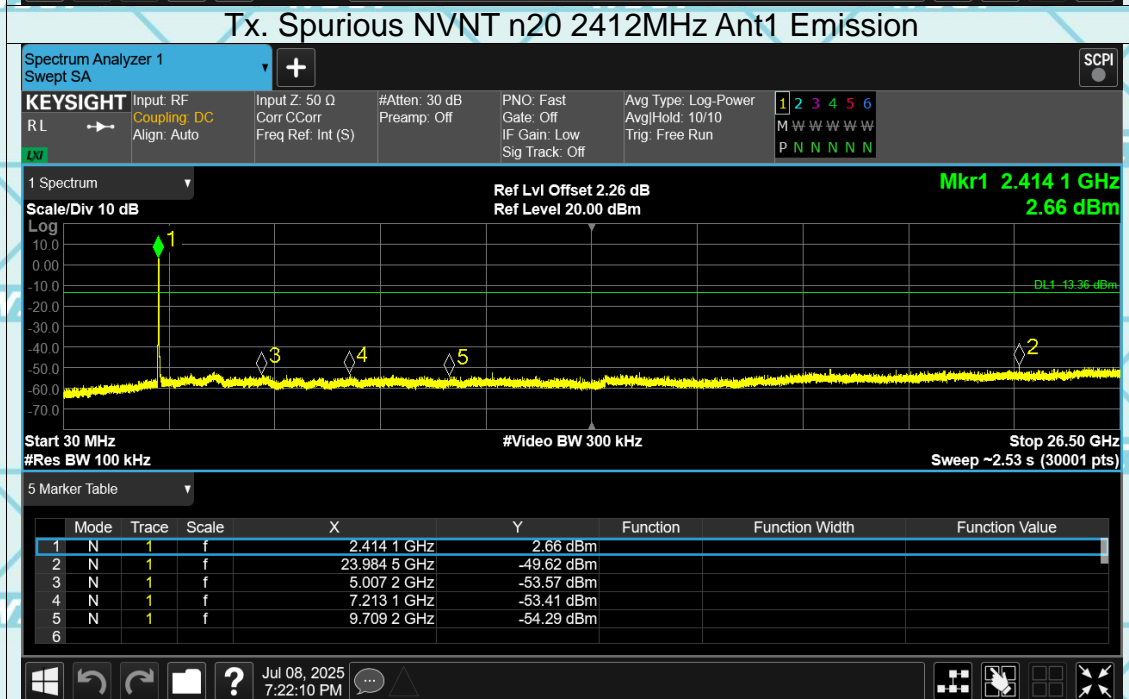 Tx. Spurious NVNT n20 2412MHz Ant1 Emission
Spectrum Analyzer 1
Swept SA
+
SCPI
KEYSIGHT
RL
LXI
Input: RF
Coupling: DC
Align: Auto
Input Z: 50 Ω
Corr CCorr
Freq Ref: Int (S)
#Atten: 30 dB
Preamp: Off
PNO: Fast
Gate: Off
IF Gain: Low
Sig Track: Off
Avg Type: Log-Power
Avg|Hold: 10/10
Trig: Free Run
1 2 3 4 5 6
M W W W W W
P N N N N N
1 Spectrum
Scale/Div 10 dB
Ref Lvl Offset 2.26 dB
Ref Level 20.00 dBm
Mkr1 2.414 1 GHz
2.66 dBm
Log
10.0
0.00
-10.0
-20.0
-30.0
-40.0
-50.0
-60.0
-70.0
1
3
4
5
2
DL1 -13.36 dBm
Start 30 MHz
#Res BW 100 kHz
#Video BW 300 kHz
Stop 26.50 GHz
Sweep ~2.53 s (30001 pts)
5 Marker Table
Mode Trace Scale X Y Function Function Width Function Value
1 N 1 f 2.414 1 GHz 2.66 dBm
2 N 1 f 23.984 5 GHz -49.62 dBm
3 N 1 f 5.007 2 GHz -53.57 dBm
4 N 1 f 7.213 1 GHz -53.41 dBm
5 N 1 f 9.709 2 GHz -54.29 dBm
6
?
Jul 08, 2025
7:22:10 PM